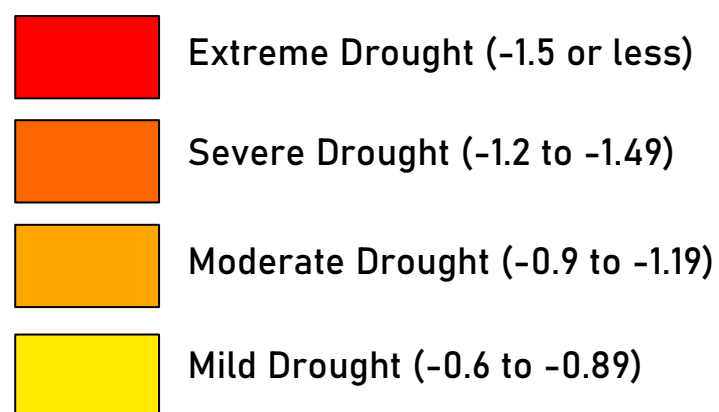 Extreme Drought (-1.5 or less)
Severe Drought (-1.2 to -1.49)
Moderate Drought (-0.9 to -1.19)
Mild Drought (-0.6 to -0.89)